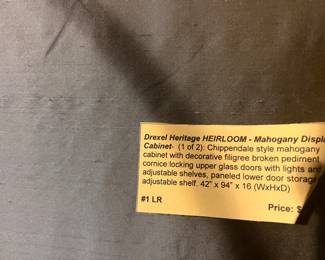 Drexel Heritage HEIRLOOM - Mahogany Displa
Cabinet- (1 of 2): Chippendale style mahogany
cabinet with decorative filigree broken pediment
cornice:locking upper glass doors with lights and
adjustable shelves, paneled lower door storage
adjustable shelf. 42" x 94" x 16 (WxHxD)
#1 LR
Price: $